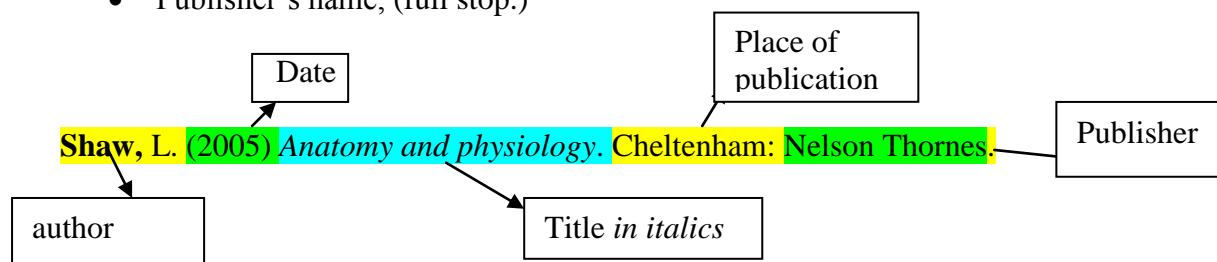 • Publisher's name, (full stop.)
Place of
publication
Date
Publisher
Shaw, L. (2005) Anatomy and physiology. Cheltenham: Nelson Thornes.
author
Title in italics